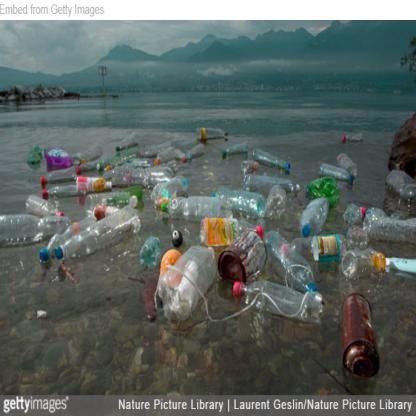 Embed from Getty Images
gettyimages®
Nature Picture Library | Laurent Geslin/Nature Picture Library